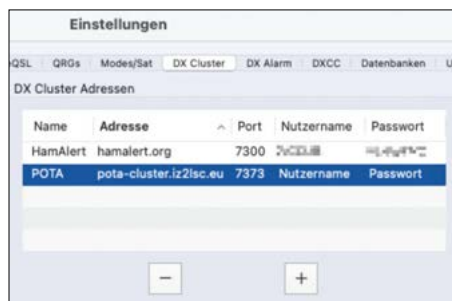 Einstellungen
QSL QRGs Modes/Sat DX Cluster DX Alarm DXCC Datenbanken
DX Cluster Adressen
Name Adresse Port Nutzername Passwort
HamAlert hamalert.org 7300
POTA pota-cluster.iz2lsc.eu 7373 Nutzername Passwort
− +